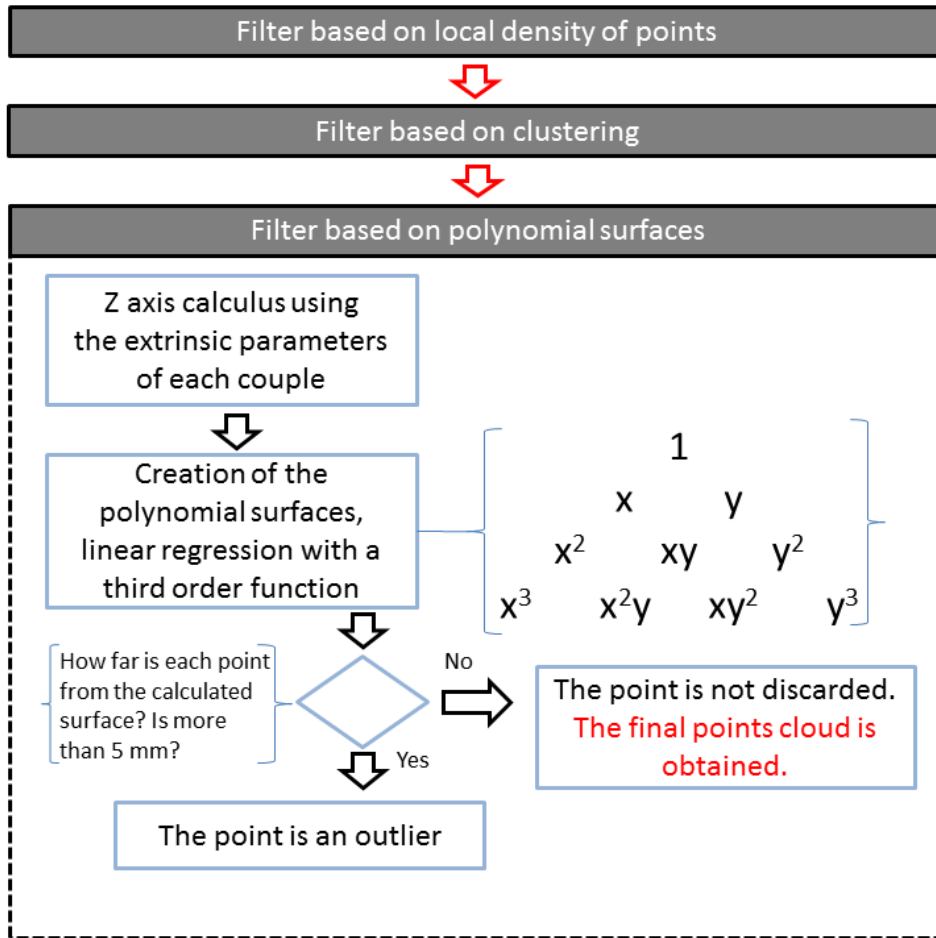 Filter based on local density of points
Filter based on clustering
Filter based on polynomial surfaces
Z axis calculus using
the extrinsic parameters
of each couple
Creation of the
polynomial surfaces,
linear regression with a
third order function
1
x y
x² xy y²
x³ x²y xy² y³
How far is each point
from the calculated
surface? Is more
than 5 mm?
No
The point is not discarded.
The final points cloud is
obtained.
Yes
The point is an outlier